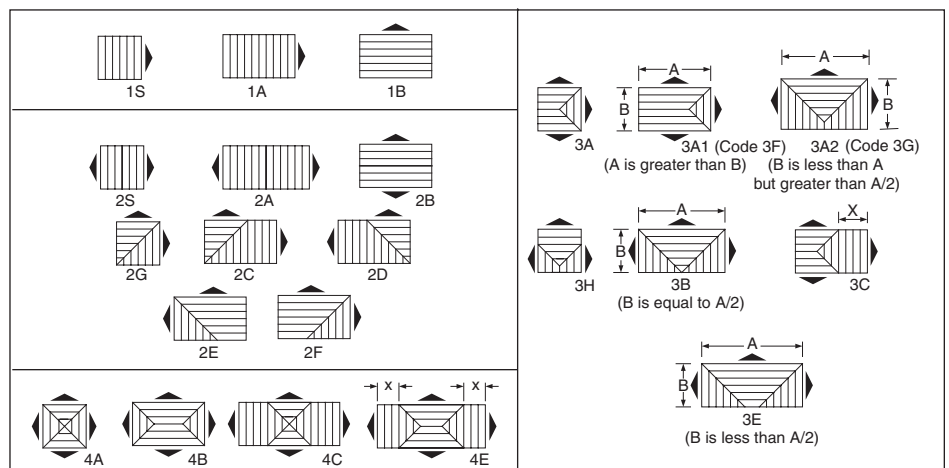 1S 1A 1B
2S 2A 2B
2G 2C 2D
2E 2F
X X
4A 4B 4C 4E
A A
B B
3A 3A1 (Code 3F) 3A2 (Code 3G)
(A is greater than B) (B is less than A
but greater than A/2)
A X
B
3H 3B 3C
(B is equal to A/2)
A
B
3E
(B is less than A/2)